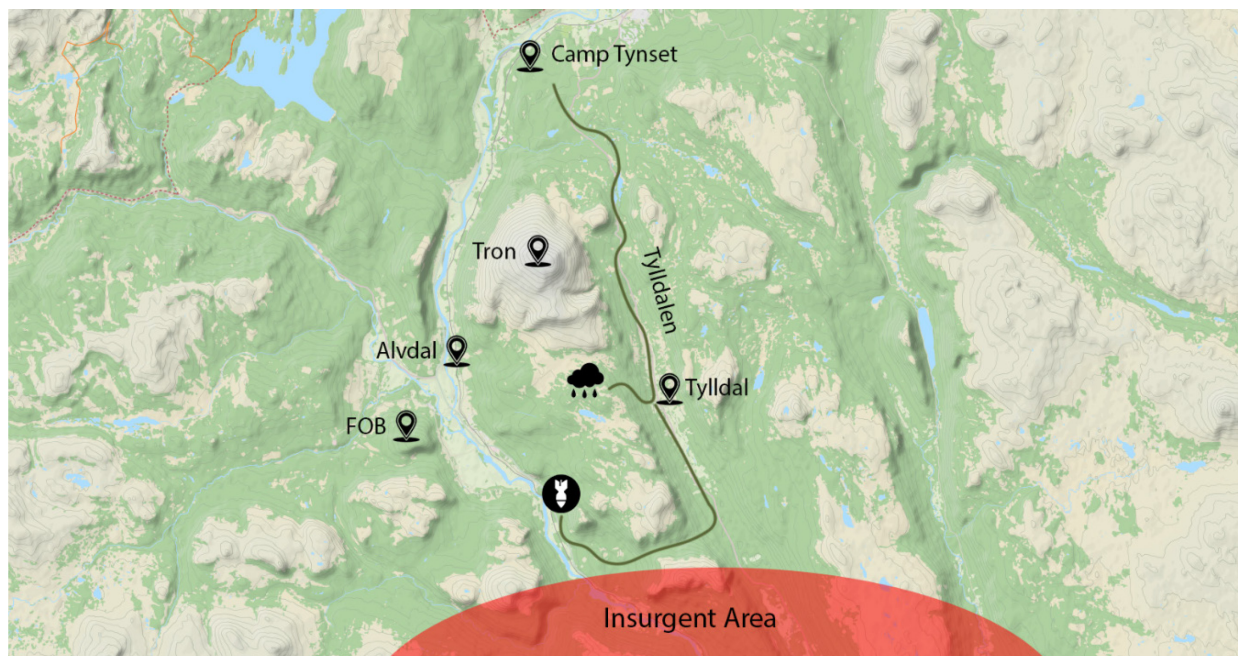 Camp Tynset
Tron
Tylldalen
Alvdal
Tylldal
FOB
Insurgent Area